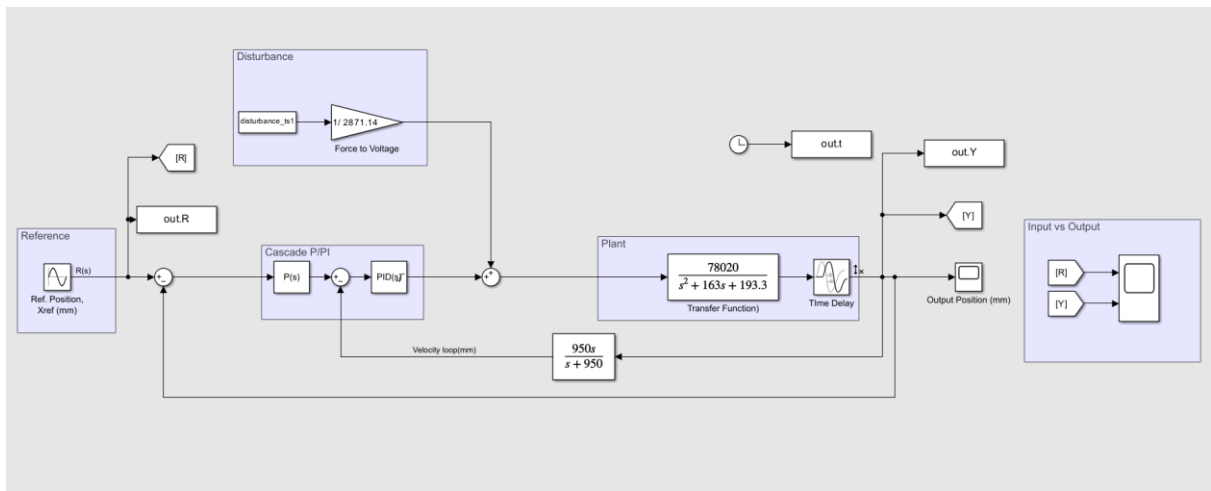 Disturbance
disturbance_ts1
1/ 2871.14
Force to Voltage
[R]
out.R
out.t
out.Y
[Y]
Reference
R(s)
Ref. Position,
Xref (mm)
Cascade P/PI
P(s)
PID(s)
Plant
78020
s² + 163s + 193.3
Transfer Function)
TIme Delay
Output Position (mm)
Input vs Output
[R]
[Y]
Velocity loop(mm)
950s
s + 950